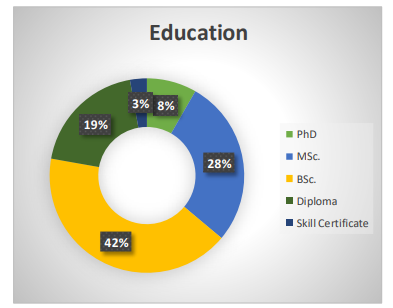 Education
3%
8%
19%
28%
42%
PhD
MSc.
BSc.
Diploma
Skill Certificate